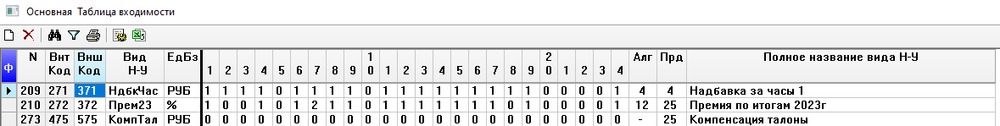 Основная Таблица входимости
ф N Внт Код Внш Код Вид Н-У ЕдБз 1 2 3 4 5 6 7 8 9 10 1 2 3 4 5 6 7 8 9 20 1 2 3 4 Алг Прд Полное название вида Н-У
209 271 371 НдбкЧас РУБ 1 1 1 1 0 1 1 1 1 0 1 1 1 1 1 1 1 1 1 0 0 0 0 1 4 4 Надбавка за часы 1
210 272 372 Прем23 % 1 0 0 1 0 1 2 1 1 0 1 1 1 1 1 1 1 0 1 0 0 0 0 1 12 25 Премия по итогам 2023г
273 475 575 КомпТал РУБ 0 0 0 0 0 0 0 0 0 0 0 0 0 0 0 0 0 0 0 0 0 0 0 0 - 25 Компенсация талоны